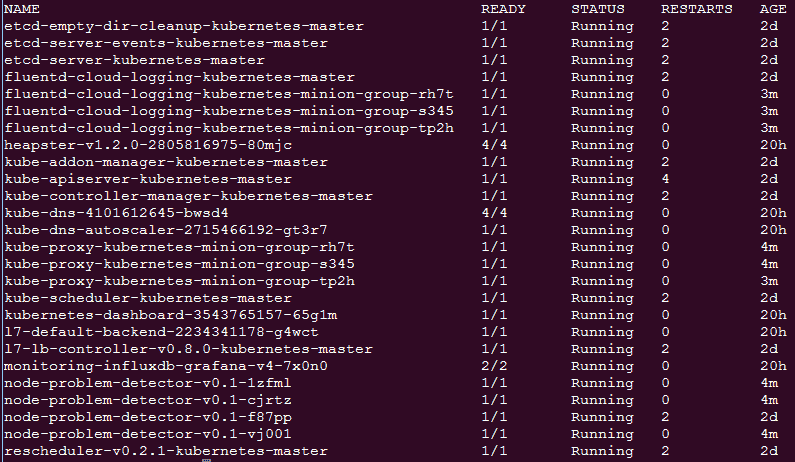 NAME READY STATUS RESTARTS AGE
etcd-empty-dir-cleanup-kubernetes-master 1/1 Running 2 2d
etcd-server-events-kubernetes-master 1/1 Running 2 2d
etcd-server-kubernetes-master 1/1 Running 2 2d
fluentd-cloud-logging-kubernetes-master 1/1 Running 2 2d
fluentd-cloud-logging-kubernetes-minion-group-rh7t 1/1 Running 0 3m
fluentd-cloud-logging-kubernetes-minion-group-s345 1/1 Running 0 3m
fluentd-cloud-logging-kubernetes-minion-group-tp2h 1/1 Running 0 3m
heapster-v1.2.0-2805816975-80mjc 4/4 Running 0 20h
kube-addon-manager-kubernetes-master 1/1 Running 2 2d
kube-apiserver-kubernetes-master 1/1 Running 4 2d
kube-controller-manager-kubernetes-master 1/1 Running 2 2d
kube-dns-4101612645-bwsd4 4/4 Running 0 20h
kube-dns-autoscaler-2715466192-gt3r7 1/1 Running 0 20h
kube-proxy-kubernetes-minion-group-rh7t 1/1 Running 0 4m
kube-proxy-kubernetes-minion-group-s345 1/1 Running 0 4m
kube-proxy-kubernetes-minion-group-tp2h 1/1 Running 0 3m
kube-scheduler-kubernetes-master 1/1 Running 2 2d
kubernetes-dashboard-3543765157-65g1m 1/1 Running 0 20h
l7-default-backend-2234341178-g4wct 1/1 Running 0 20h
l7-lb-controller-v0.8.0-kubernetes-master 1/1 Running 2 2d
monitoring-influxdb-grafana-v4-7x0n0 2/2 Running 0 20h
node-problem-detector-v0.1-1zfml 1/1 Running 0 4m
node-problem-detector-v0.1-cjrtz 1/1 Running 0 4m
node-problem-detector-v0.1-f87pp 1/1 Running 2 2d
node-problem-detector-v0.1-vj001 1/1 Running 0 4m
rescheduler-v0.2.1-kubernetes-master 1/1 Running 2 2d